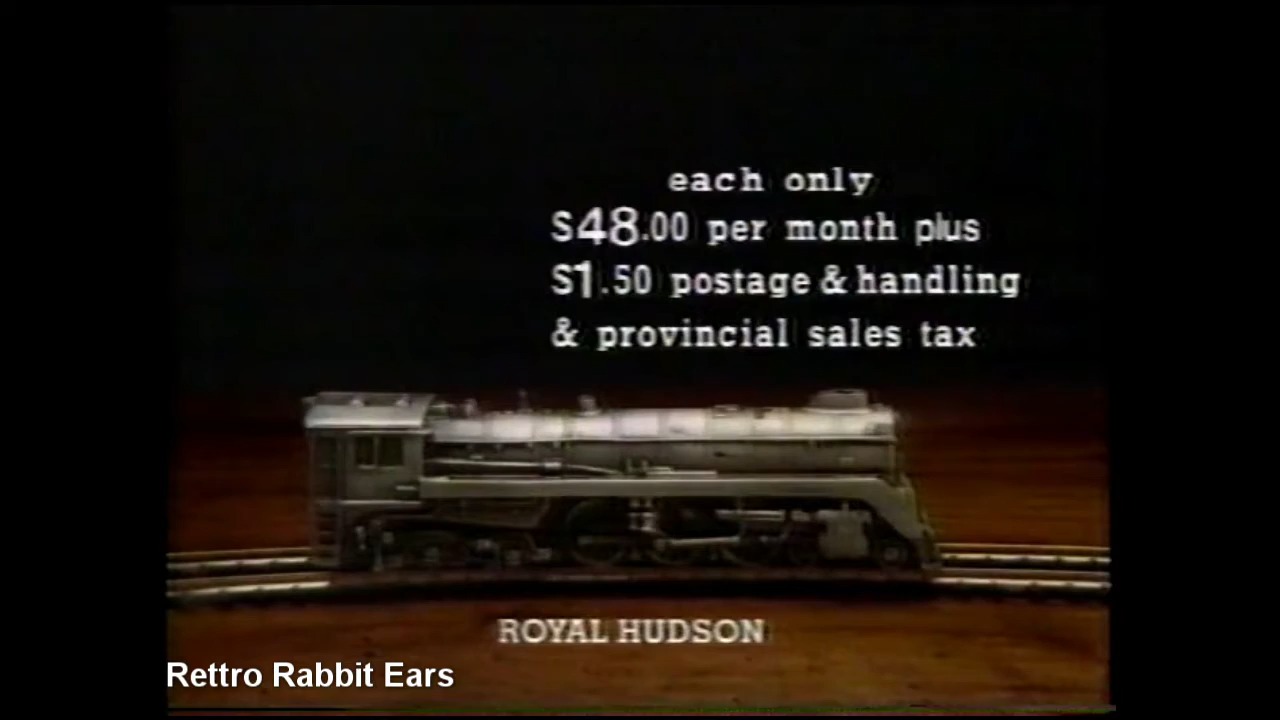 each only
$48.00 per month plus
$1.50 postage & handling
& provincial sales tax
ROYAL HUDSON
Rettro Rabbit Ears